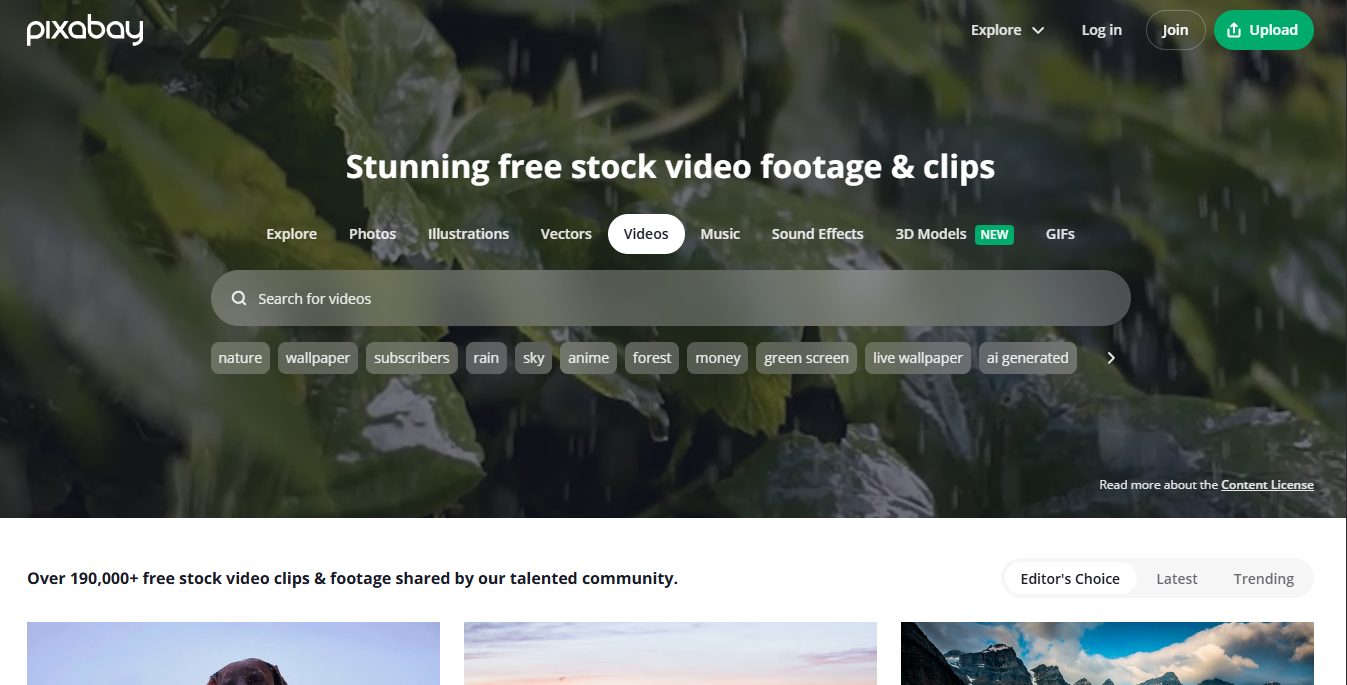 pixabay
Explore Log in Join Upload
Stunning free stock video footage & clips
Explore Photos Illustrations Vectors Videos Music Sound Effects 3D Models NEW GIFs
Search for videos
nature wallpaper subscribers rain sky anime forest money green screen live wallpaper ai generated
Read more about the Content License
Over 190,000+ free stock video clips & footage shared by our talented community.
Editor's Choice Latest Trending